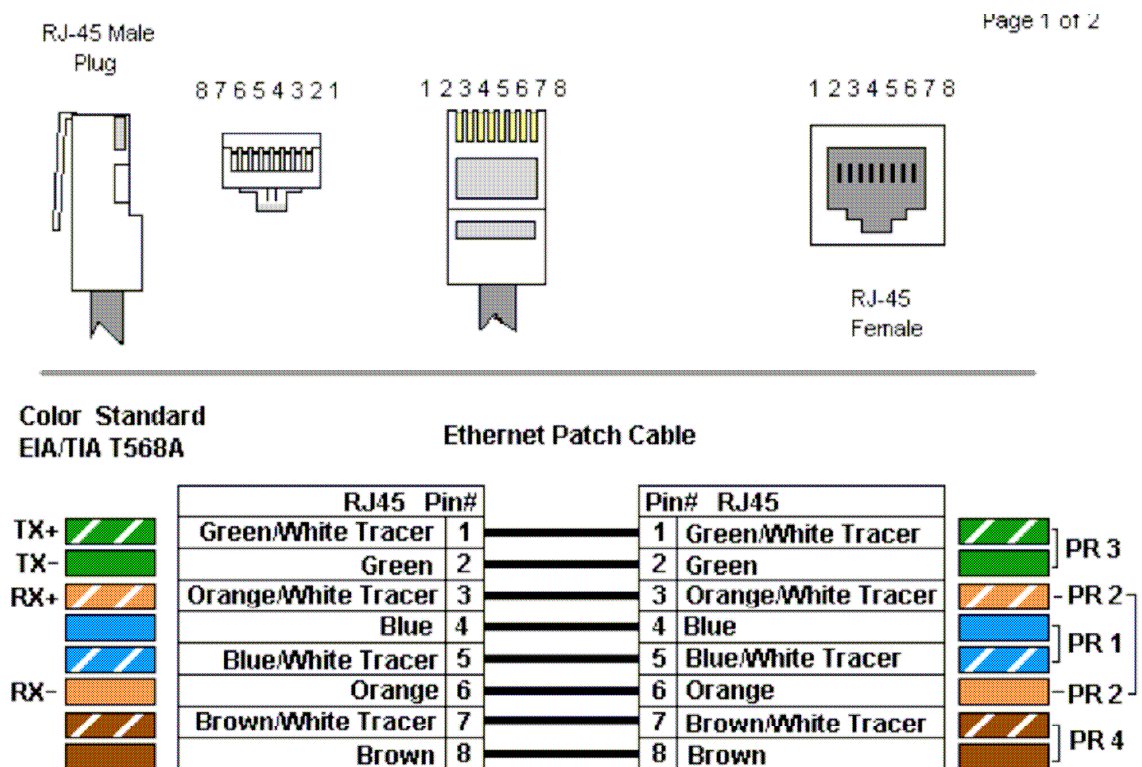 Page 1 of 2
RJ-45 Male
Plug
8 7 6 5 4 3 2 1
1 2 3 4 5 6 7 8
1 2 3 4 5 6 7 8
RJ-45
Female
Color Standard
EIA/TIA T568A
Ethernet Patch Cable
RJ45 Pin# Pin# RJ45
TX+ Green/White Tracer 1 1 Green/White Tracer PR 3
TX- Green 2 2 Green
RX+ Orange/White Tracer 3 3 Orange/White Tracer PR 2
Blue 4 4 Blue PR 1
Blue/White Tracer 5 5 Blue/White Tracer
RX- Orange 6 6 Orange PR 2
Brown/White Tracer 7 7 Brown/White Tracer PR 4
Brown 8 8 Brown